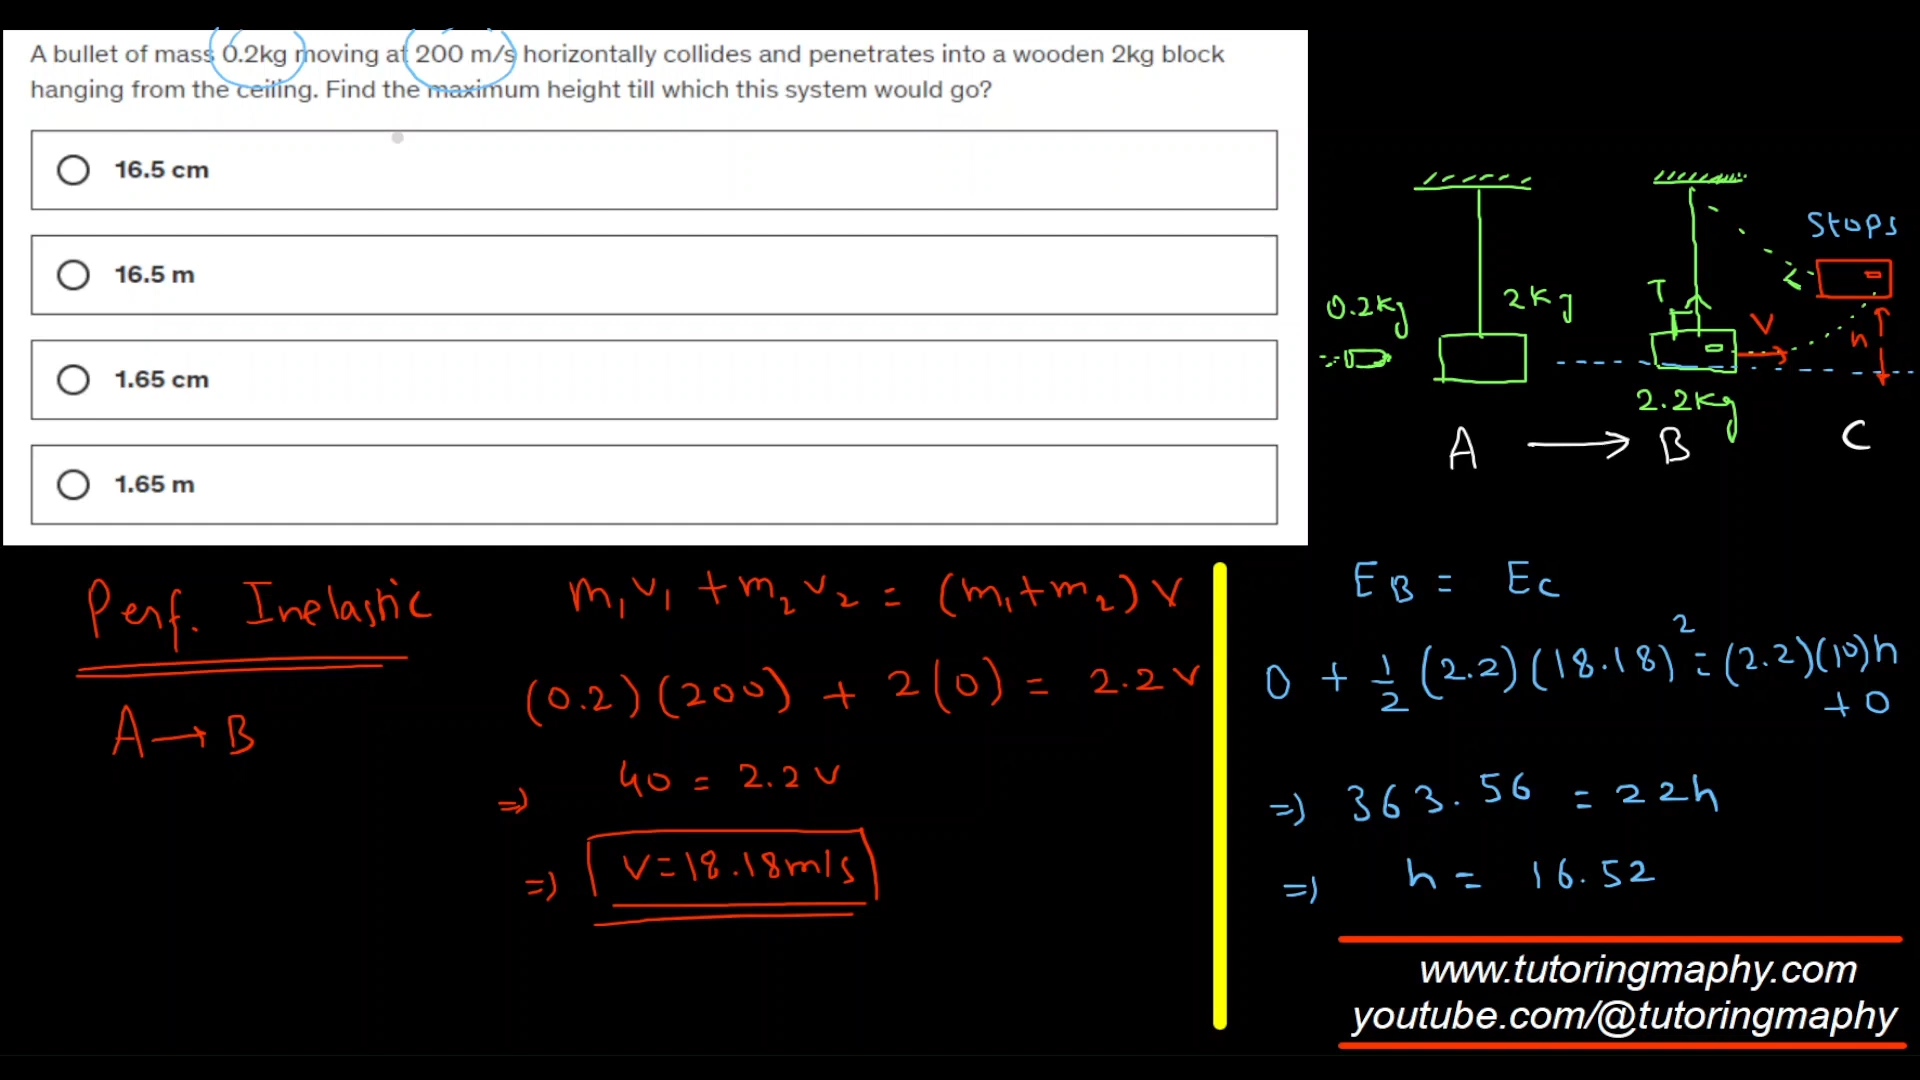 A bullet of mass 0.2kg moving at 200 m/s horizontally collides and penetrates into a wooden 2kg block
hanging from the ceiling. Find the maximum height till which this system would go?
16.5 cm
16.5 m
1.65 cm
1.65 m
Stops
0.2kg
2kg
T
V
h
2.2kg
A → B
C
Perf. Inelastic
A → B
m₁v₁ + m₂v₂ = (m₁+m₂) v
(0.2)(200) + 2(0) = 2.2 v
⇒ 40 = 2.2 v
⇒ v = 18.18 m/s
E_B = E_C
0 + 1/2 (2.2)(18.18)² = (2.2)(10)h
+ 0
⇒ 363.56 = 22h
⇒ h = 16.52
www.tutoringmaphy.com
youtube.com/@tutoringmaphy